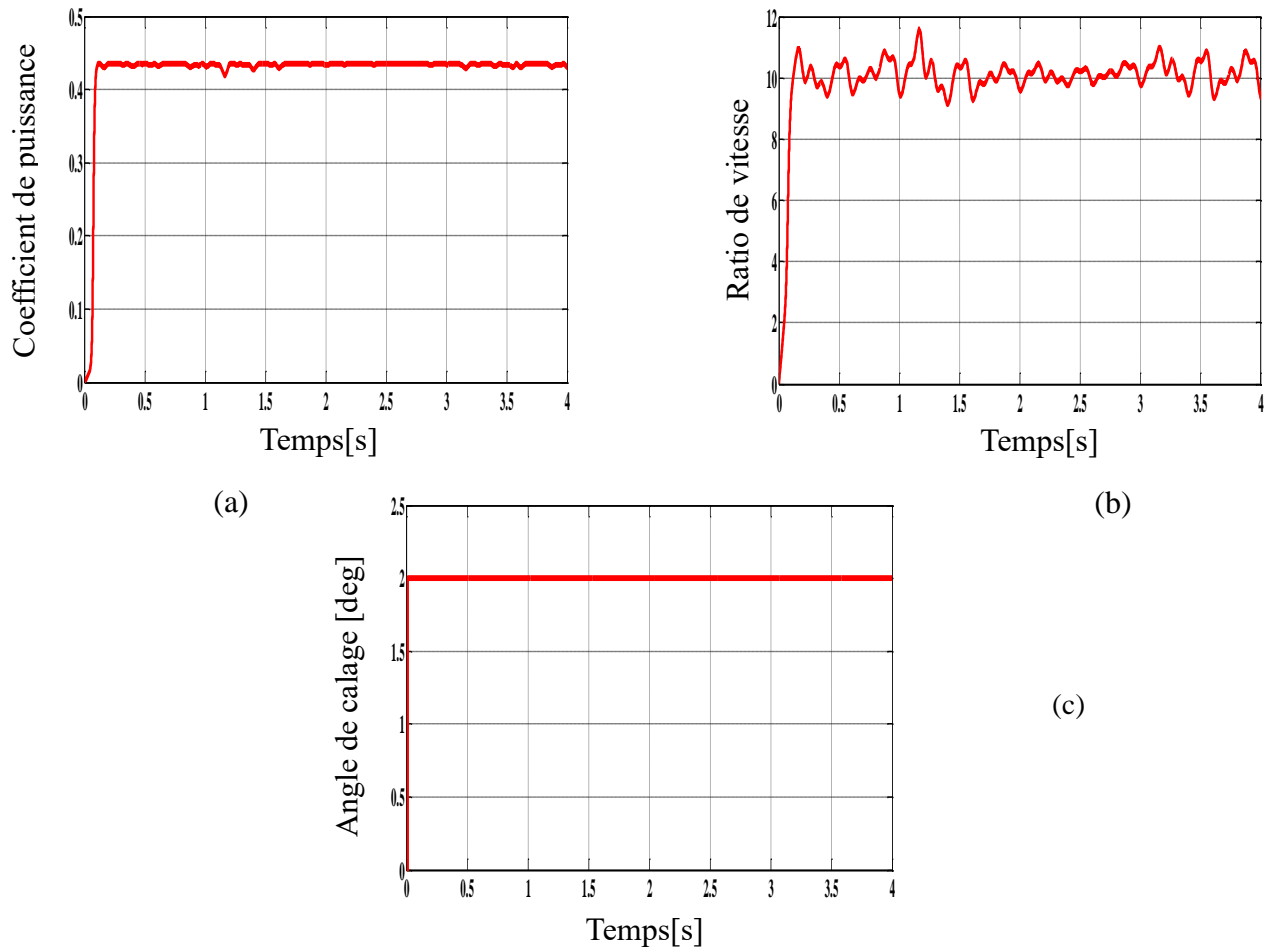 0.5
0.4
0.3
0.2
0.1
0
Coefficient de puissance
0 0.5 1 1.5 2 2.5 3 3.5 4
Temps[s]
(a)
12
10
8
6
4
2
0
Ratio de vitesse
0 0.5 1 1.5 2 2.5 3 3.5 4
Temps[s]
(b)
2.5
2
1.5
1
0.5
0
Angle de calage [deg]
0 0.5 1 1.5 2 2.5 3 3.5 4
Temps[s]
(c)